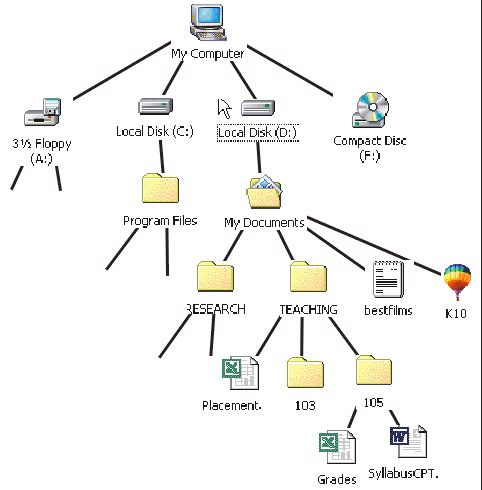 My Computer
3½ Floppy
(A:)
Local Disk (C:)
Local Disk (D:)
Compact Disc
(F:)
Program Files
My Documents
RESEARCH
TEACHING
bestfilms
K10
Placement.
103
105
Grades
SyllabusCPT.